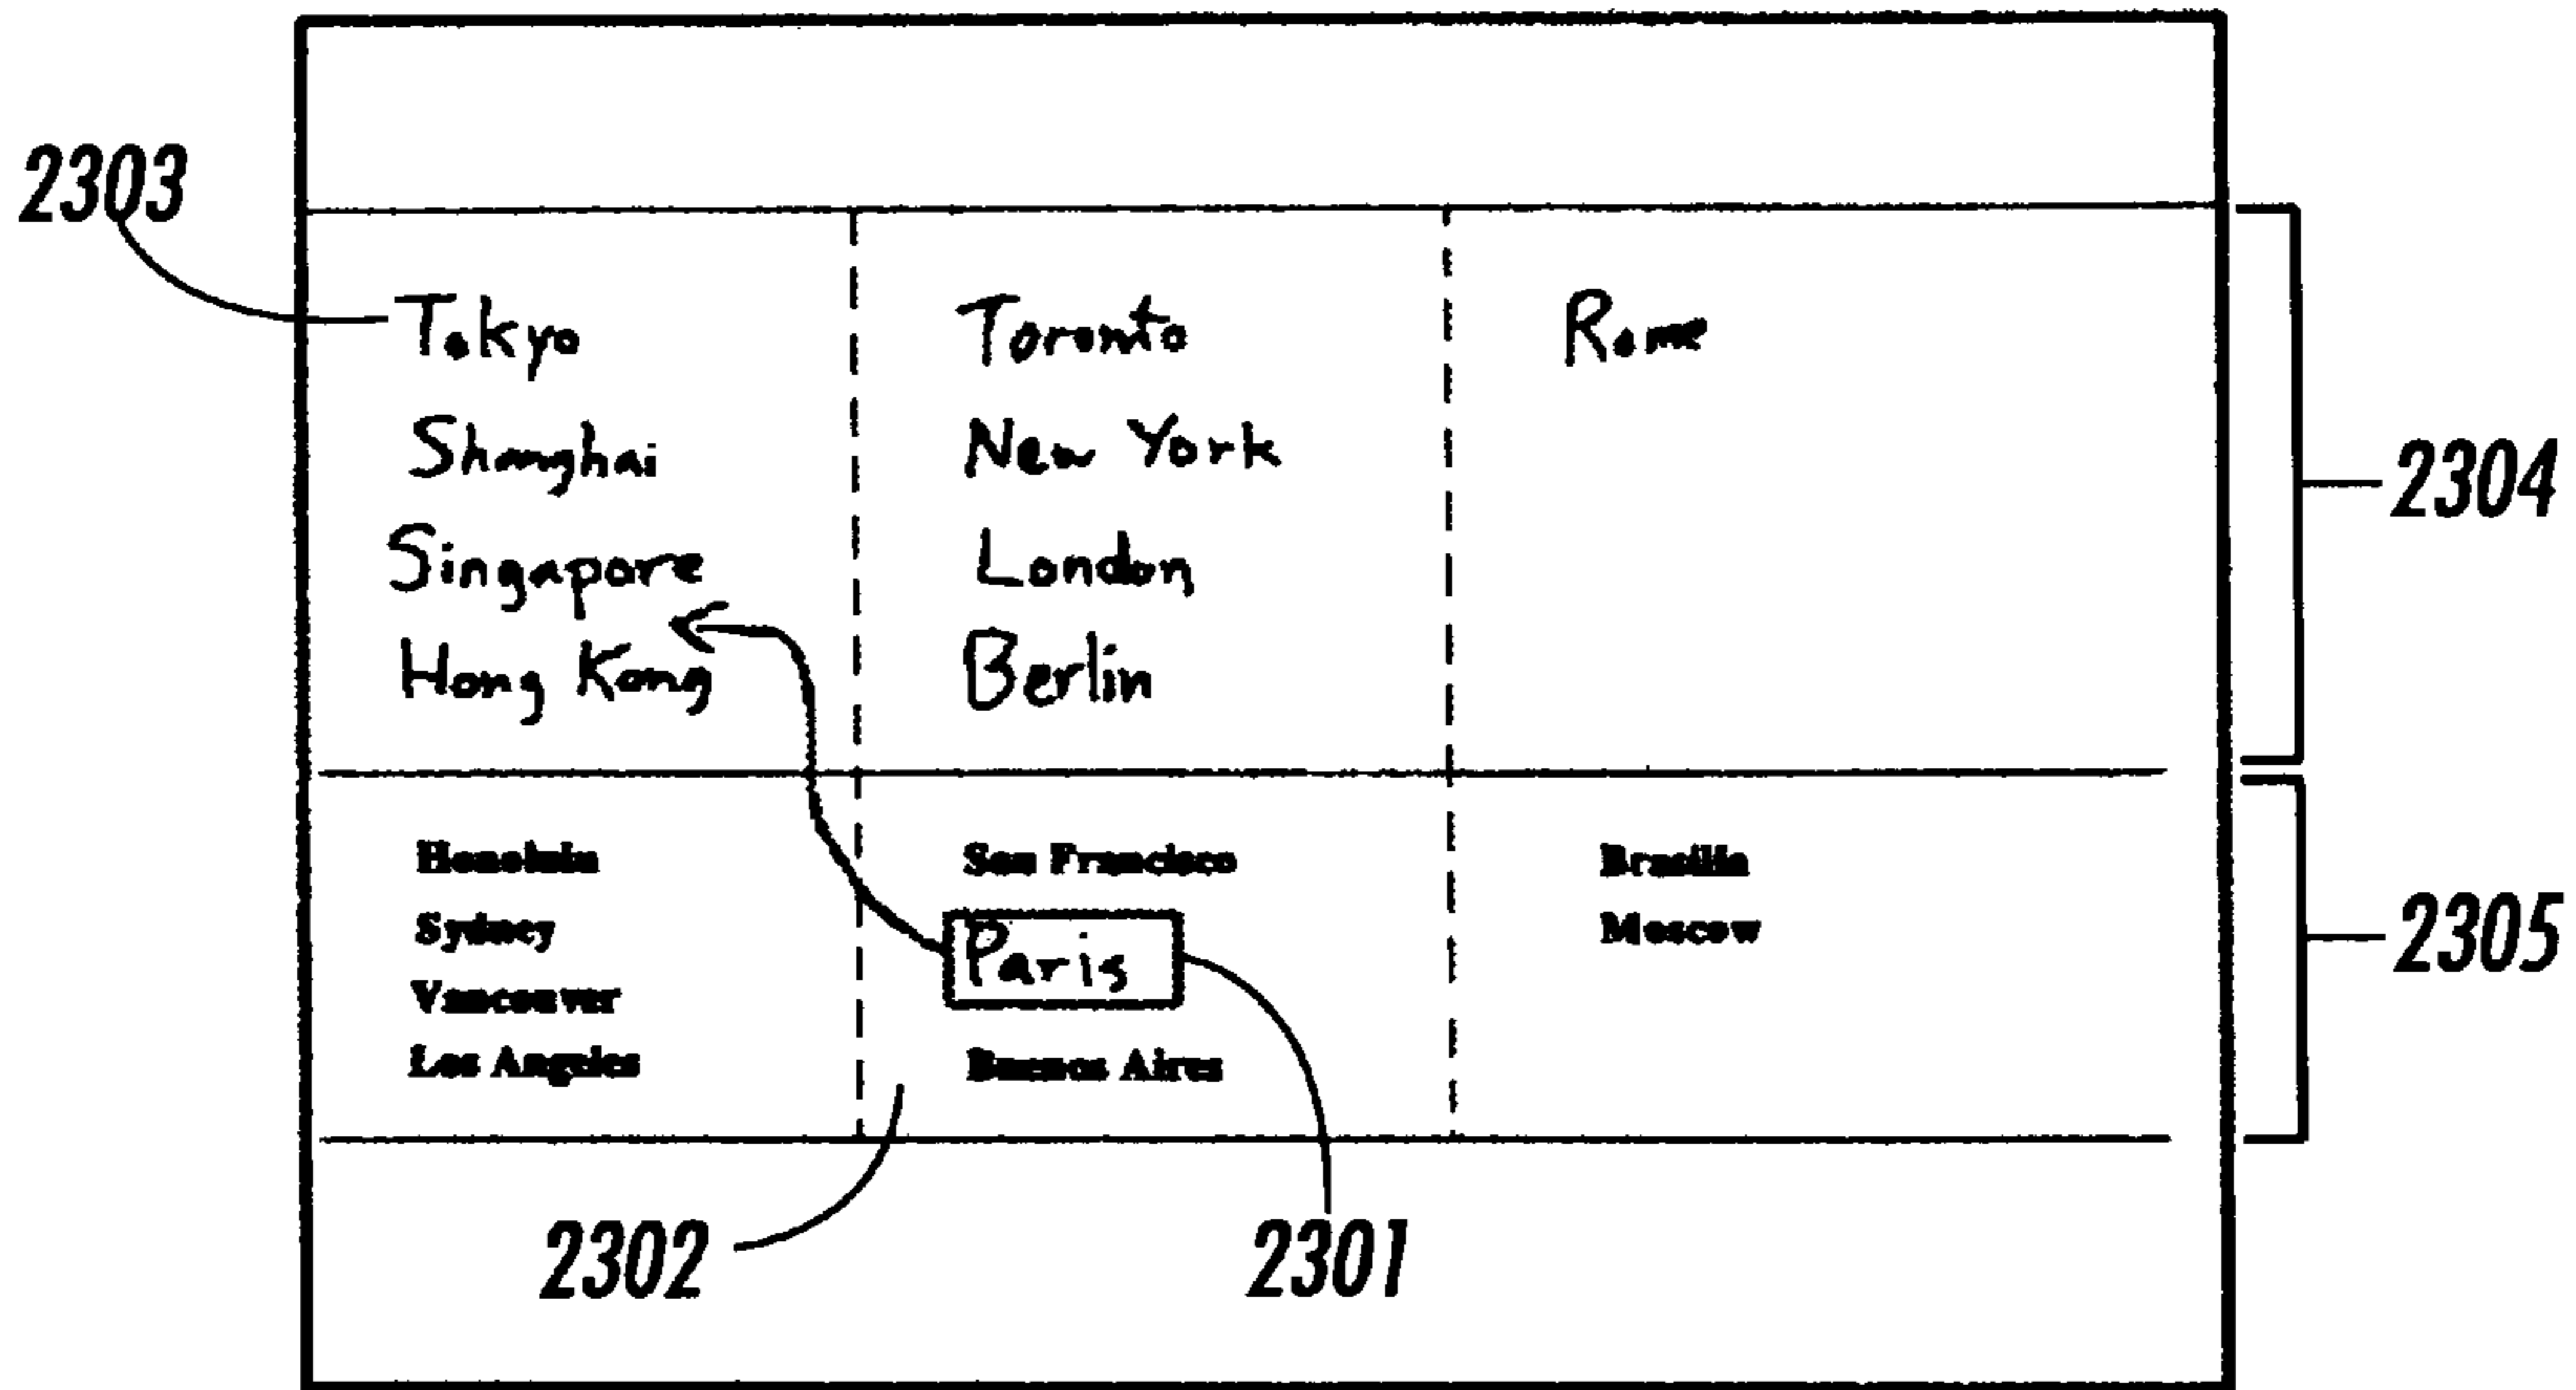 2303
Tokyo Toronto Rome
Shanghai New York
2304
Singapore London
Hong Kong Berlin
Honolulu San Francisco Brasilia
Sydney Paris Moscow
2305
Vancouver
Los Angeles Buenos Aires
2302 2301